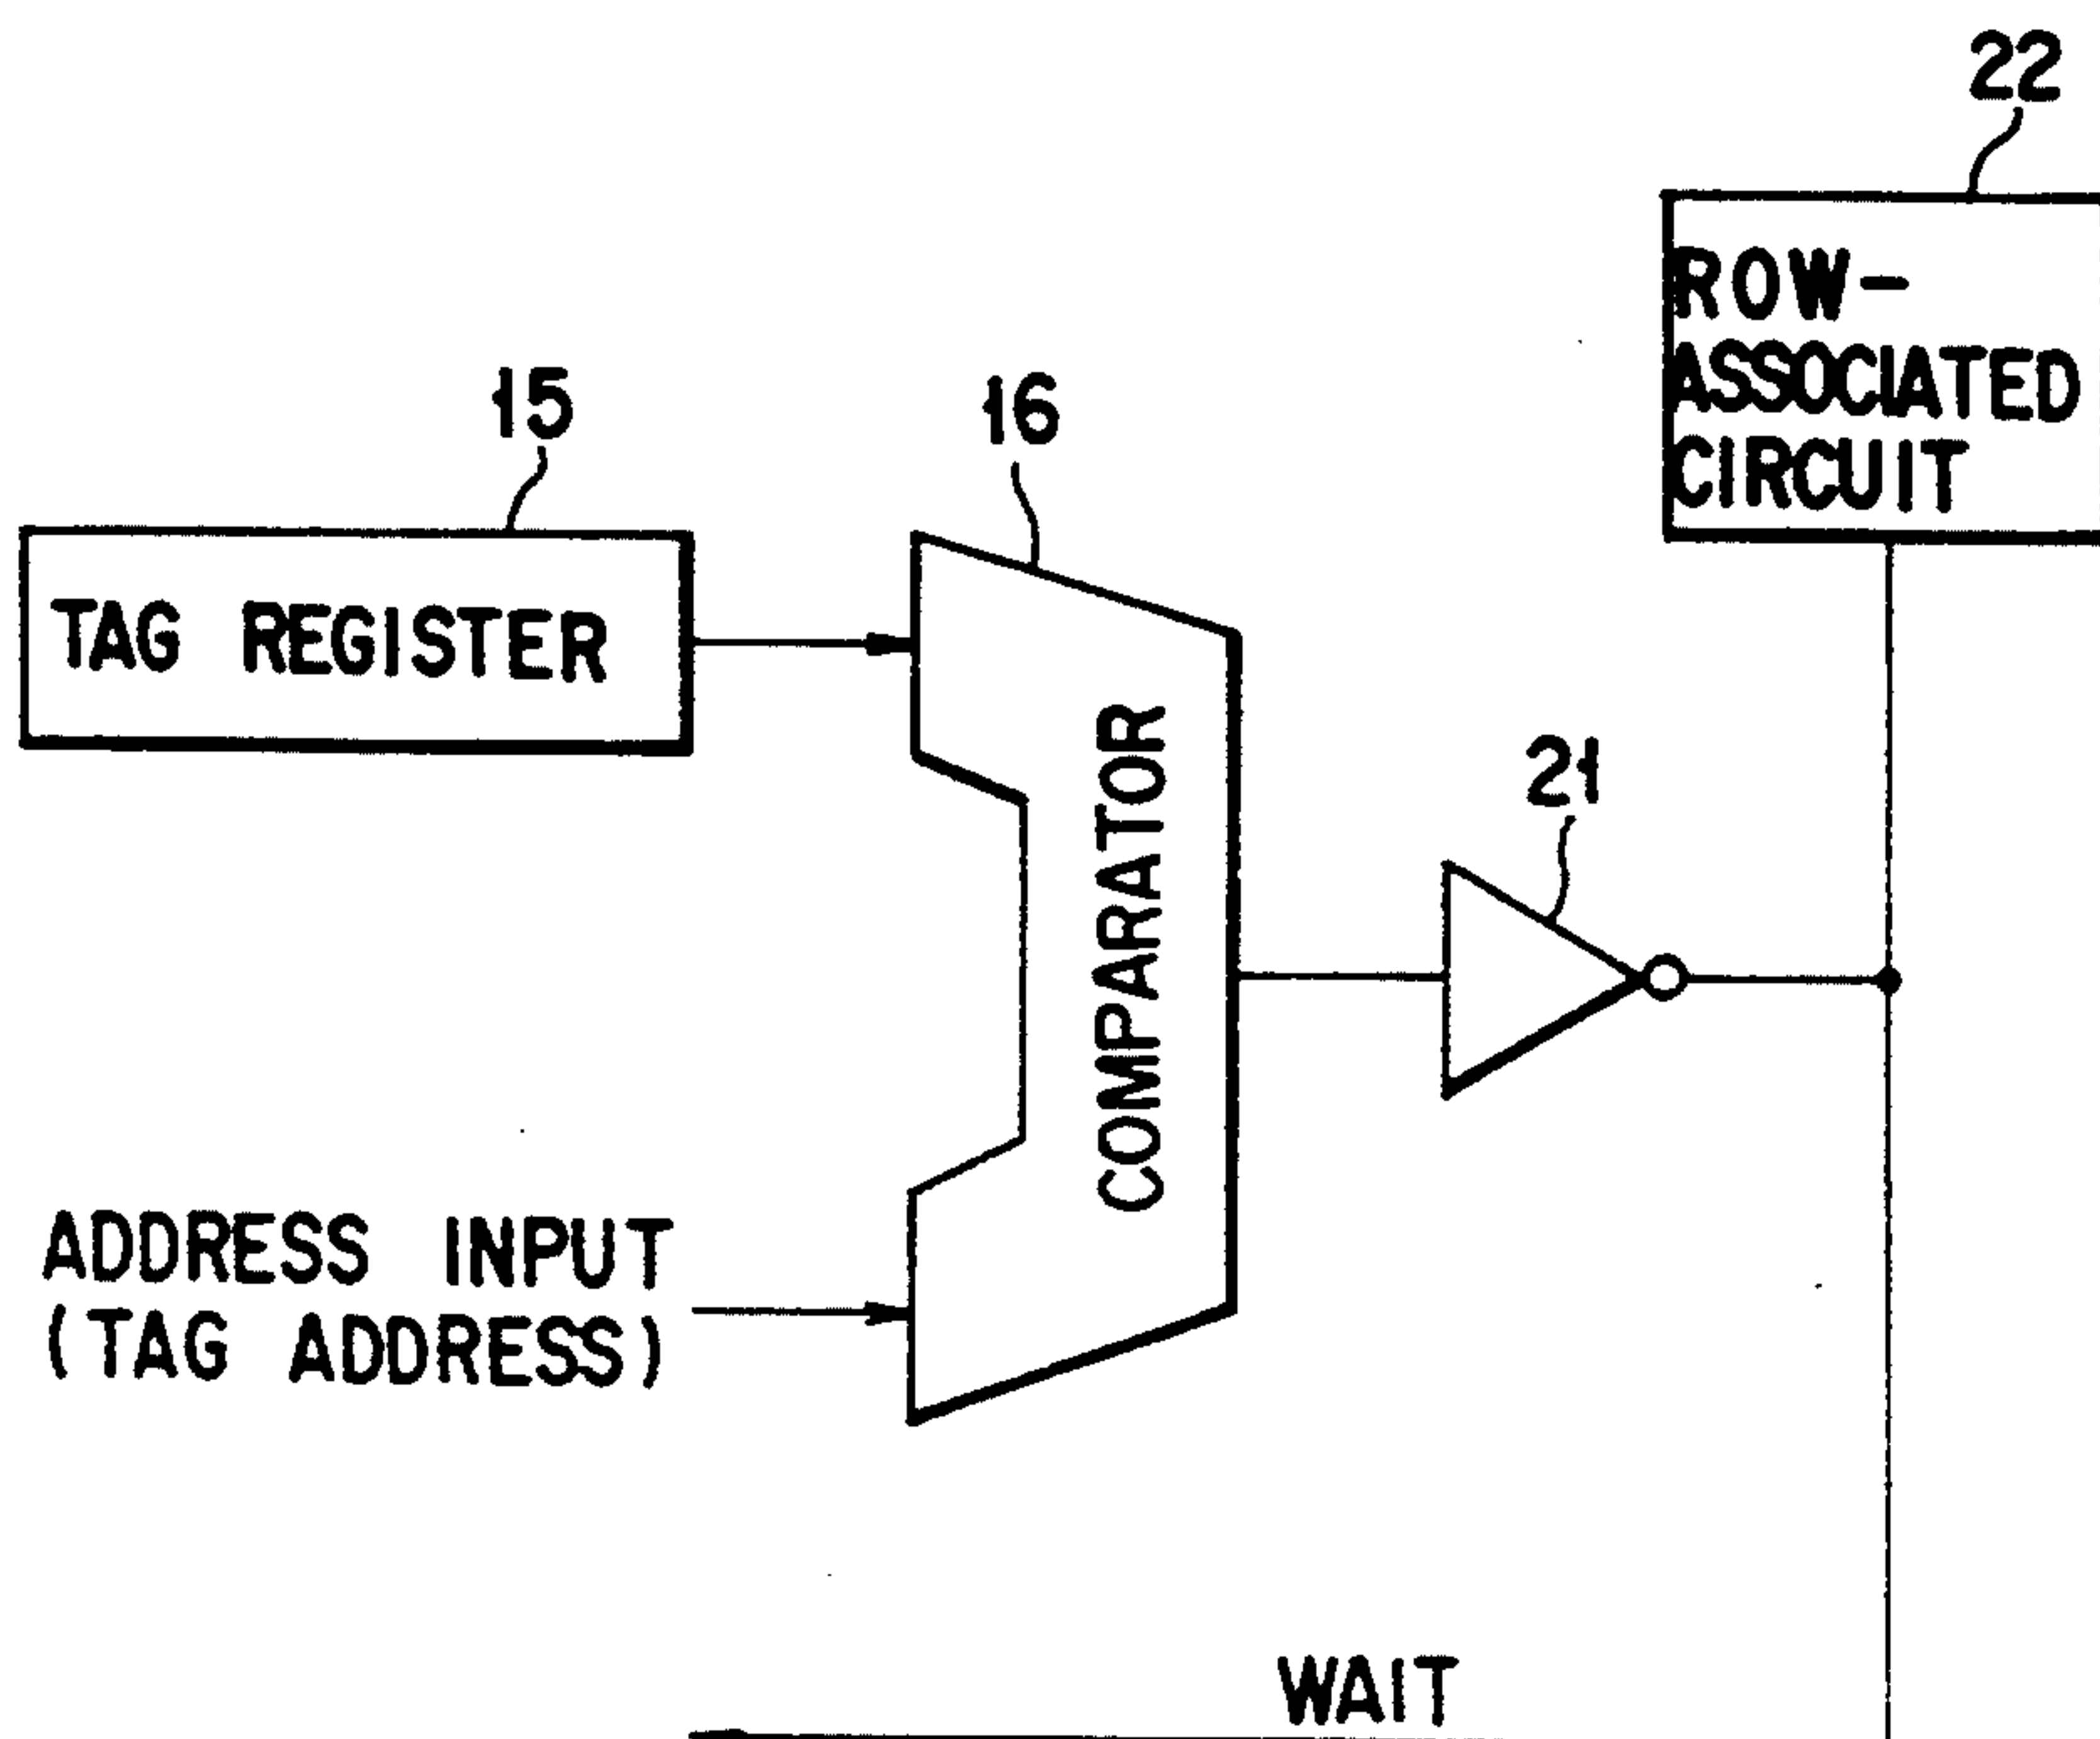 22
ROW-
ASSOCIATED
CIRCUIT
15
16
TAG REGISTER
COMPARATOR
21
ADDRESS INPUT
(TAG ADDRESS)
WAIT